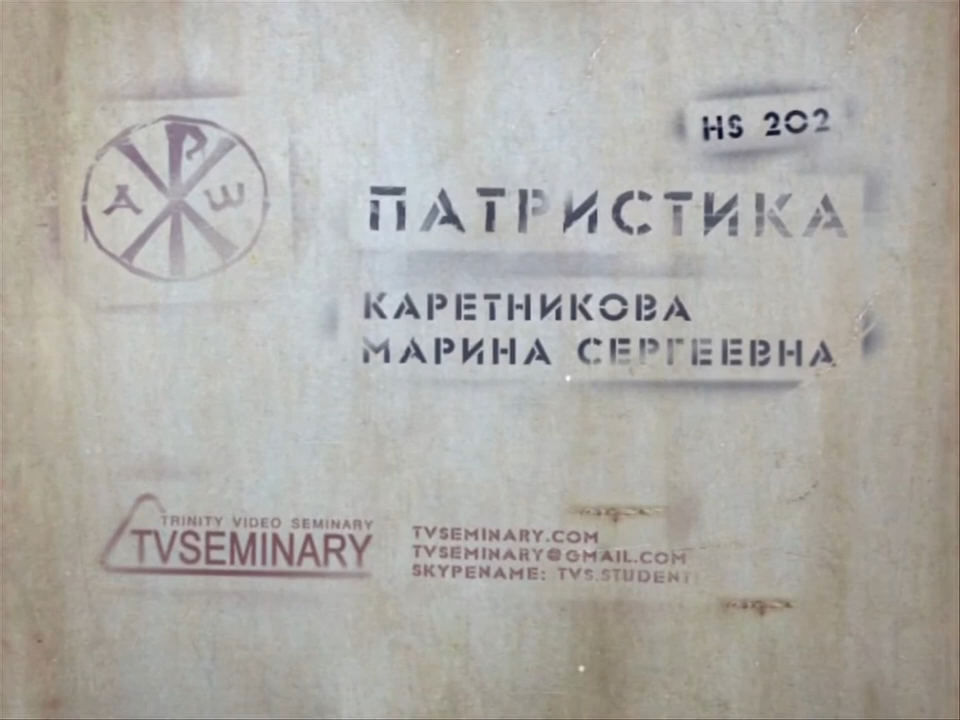 HS 202
ПАТРИСТИКА
КАРЕТНИКОВА
МАРИНА СЕРГЕЕВНА
Α Ρ Ш
TRINITY VIDEO SEMINARY
TVSEMINARY
TVSEMINARY.COM
TVSEMINARY@GMAIL.COM
SKYPENAME: TVS.STUDENT